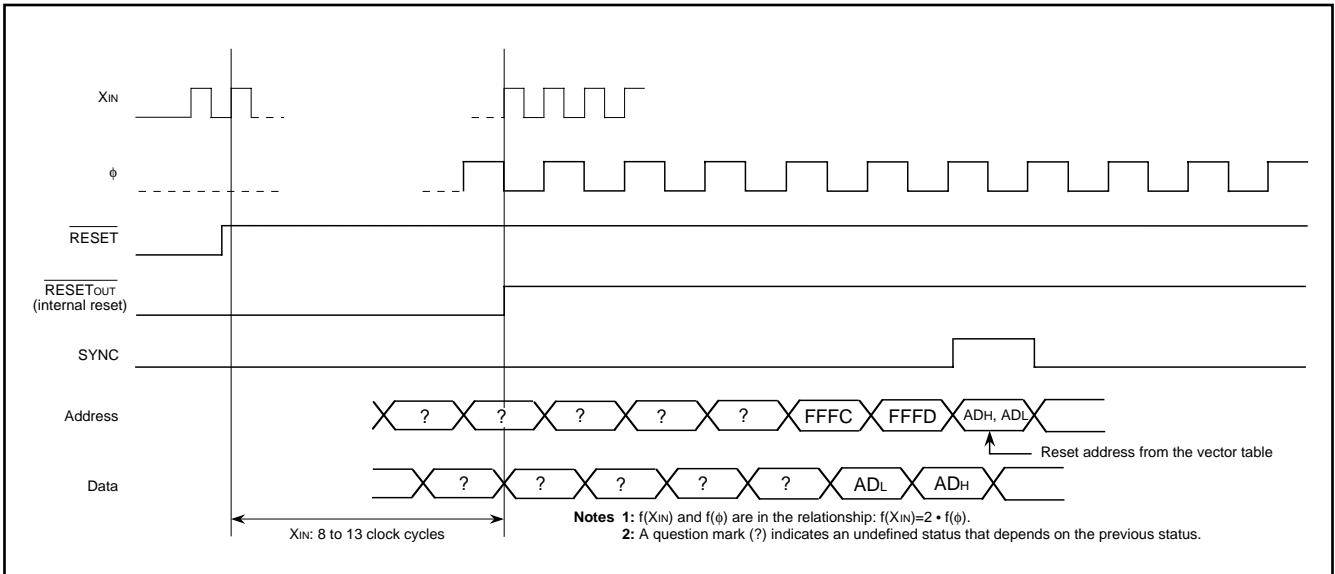 XIN
φ
RESET
RESETOUT
(internal reset)
SYNC
Address
? ? ? ? ? FFFC FFFD ADH, ADL
Reset address from the vector table
Data
? ? ? ? ? ADL ADH
XIN: 8 to 13 clock cycles
Notes 1: f(XIN) and f(φ) are in the relationship: f(XIN)=2 • f(φ).
2: A question mark (?) indicates an undefined status that depends on the previous status.